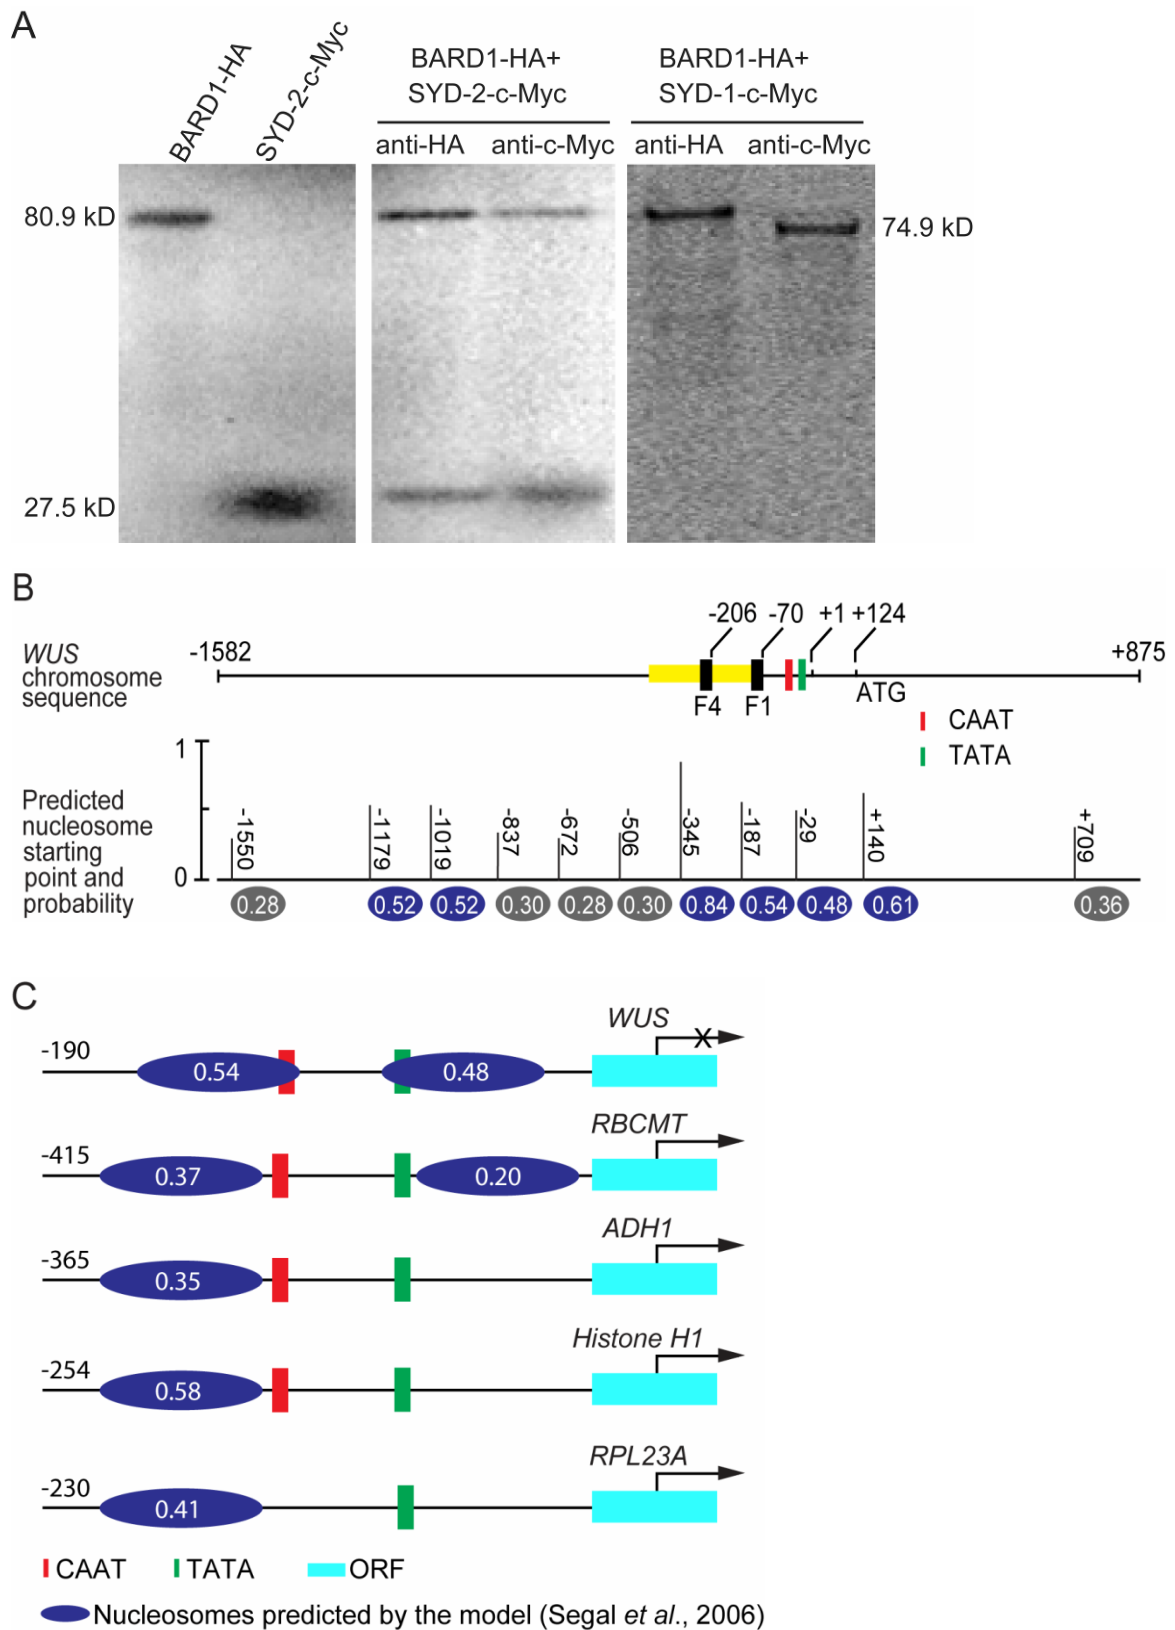 A
BARD1-HA
SYD-2-c-Myc
BARD1-HA+
SYD-2-c-Myc
BARD1-HA+
SYD-1-c-Myc
anti-HA anti-c-Myc
anti-HA anti-c-Myc
80.9 kD
74.9 kD
27.5 kD
B
-206 -70 +1 +124
WUS
chromosome
sequence
-1582
+875
F4 F1 ATG
CAAT
TATA
1
0
Predicted
nucleosome
starting
point and
probability
-1550 -1179 -1019 -837 -672 -506 -345 -187 -29 +140 +709
0.28 0.52 0.52 0.30 0.28 0.30 0.84 0.54 0.48 0.61 0.36
C
WUS
X
-190
0.54 0.48
RBCMT
-415
0.37 0.20
ADH1
-365
0.35
Histone H1
-254
0.58
RPL23A
-230
0.41
CAAT TATA ORF
Nucleosomes predicted by the model (Segal et al., 2006)